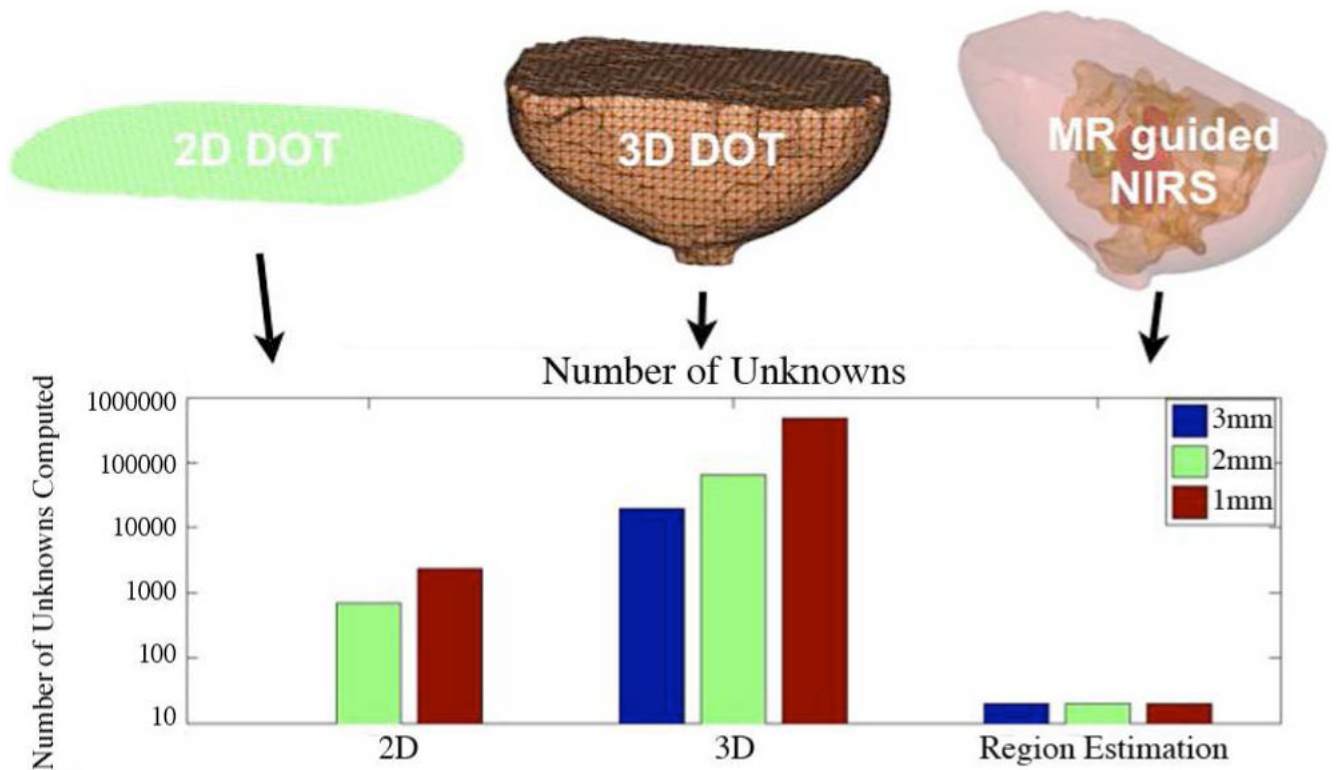 2D DOT
3D DOT
MR guided
NIRS
Number of Unknowns
Number of Unknowns Computed
1000000
100000
10000
1000
100
10
3mm
2mm
1mm
2D
3D
Region Estimation